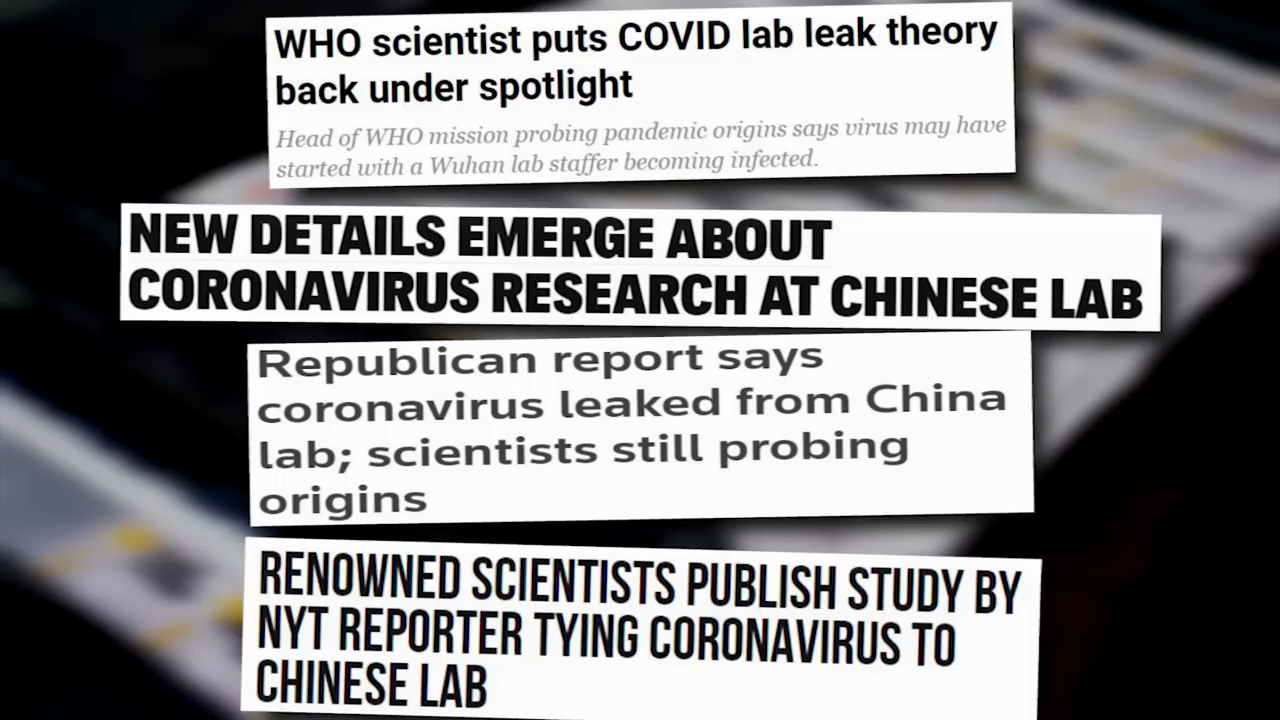 WHO scientist puts COVID lab leak theory
back under spotlight
Head of WHO mission probing pandemic origins says virus may have
started with a Wuhan lab staffer becoming infected.
NEW DETAILS EMERGE ABOUT
CORONAVIRUS RESEARCH AT CHINESE LAB
Republican report says
coronavirus leaked from China
lab; scientists still probing
origins
RENOWNED SCIENTISTS PUBLISH STUDY BY
NYT REPORTER TYING CORONAVIRUS TO
CHINESE LAB